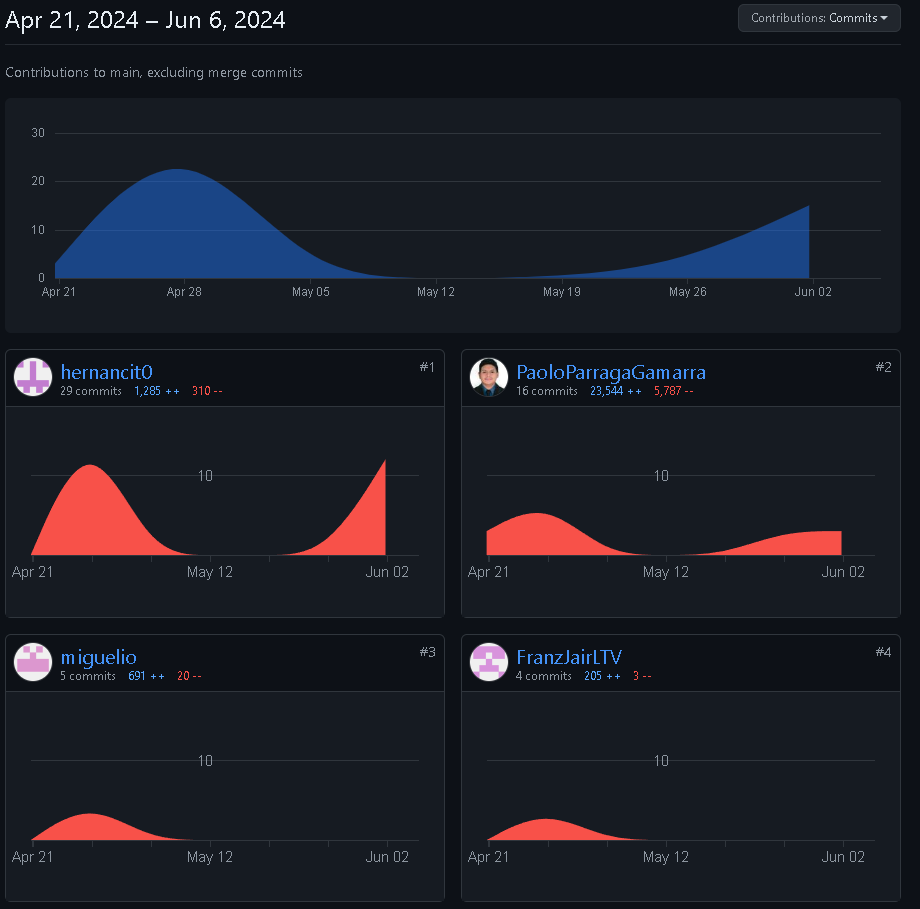 Apr 21, 2024 – Jun 6, 2024
Contributions: Commits
Contributions to main, excluding merge commits
30
20
10
0
Apr 21 Apr 28 May 05 May 12 May 19 May 26 Jun 02
hernancit0 #1
29 commits 1,285 ++ 310 --
10
Apr 21 May 12 Jun 02
PaoloParragaGamarra #2
16 commits 23,544 ++ 5,787 --
10
Apr 21 May 12 Jun 02
miguelio #3
5 commits 691 ++ 20 --
10
Apr 21 May 12 Jun 02
FranzJairLTV #4
4 commits 205 ++ 3 --
10
Apr 21 May 12 Jun 02